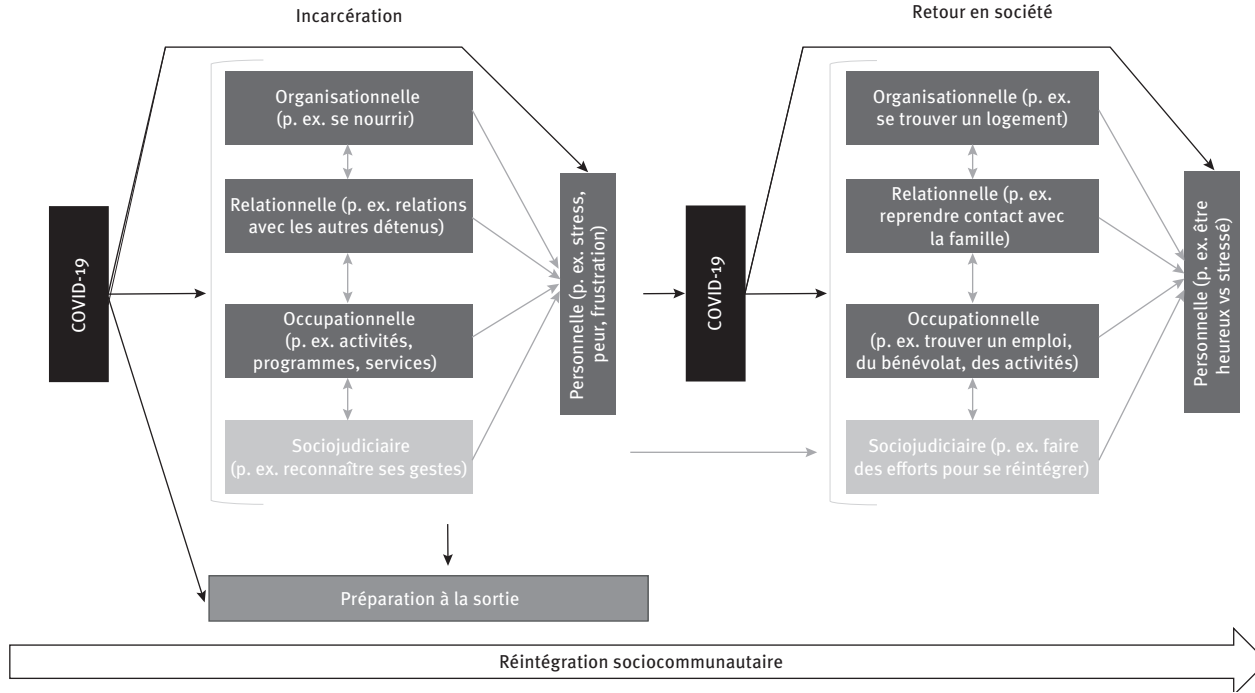 Incarcération
Retour en société
COVID-19
Organisationnelle
(p. ex. se nourrir)
Relationnelle (p. ex. relations
avec les autres détenus)
Occupationnelle
(p. ex. activités,
programmes, services)
Sociojudiciaire
(p. ex. reconnaître ses gestes)
Personnelle (p. ex. stress,
peur, frustration)
COVID-19
Organisationnelle (p. ex.
se trouver un logement)
Relationnelle (p. ex.
reprendre contact avec
la famille)
Occupationnelle
(p. ex. trouver un emploi,
du bénévolat, des activités)
Sociojudiciaire (p. ex. faire
des efforts pour se réintégrer)
Personnelle (p. ex. être
heureux vs stressé)
Préparation à la sortie
Réintégration sociocommunautaire